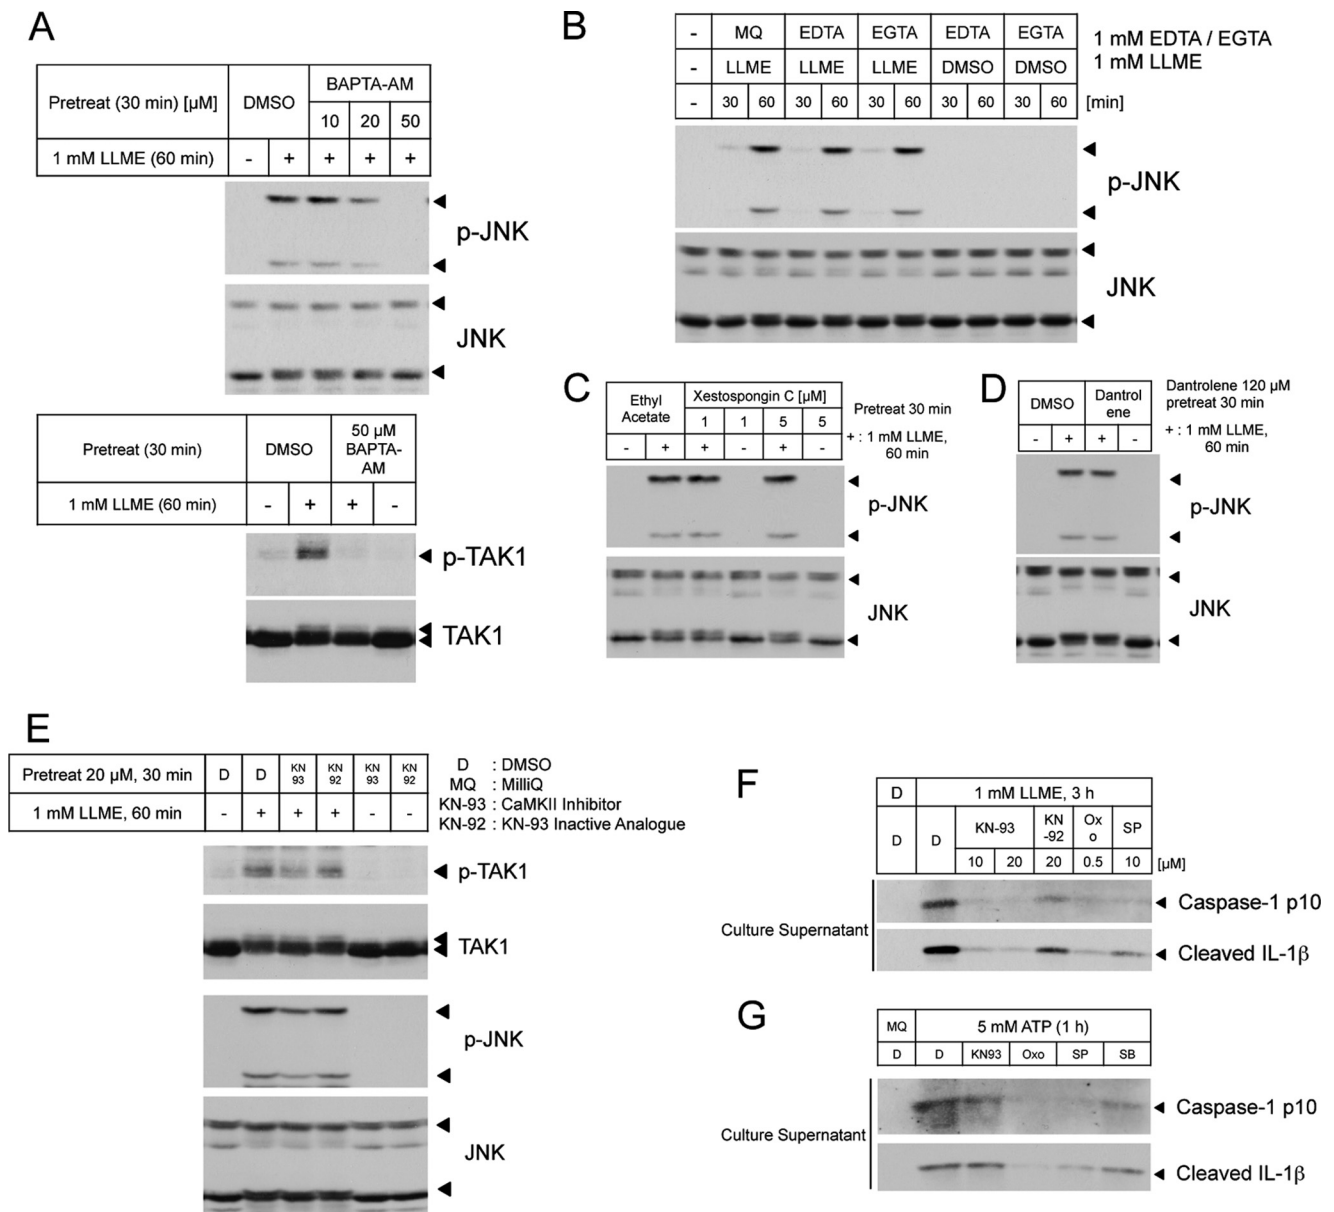 A
Pretreat (30 min) [µM] DMSO BAPTA-AM
10 20 50
1 mM LLME (60 min) - + + + +
p-JNK
JNK
Pretreat (30 min) DMSO 50 µM
BAPTA-
AM
1 mM LLME (60 min) - + + -
p-TAK1
TAK1
B
- MQ EDTA EGTA EDTA EGTA 1 mM EDTA / EGTA
- LLME LLME LLME DMSO DMSO 1 mM LLME
- 30 60 30 60 30 60 30 60 30 60 [min]
p-JNK
JNK
C
Ethyl
Acetate
Xestospongin C [µM]
1 1 5 5
- + + - + -
Pretreat 30 min
+ : 1 mM LLME,
60 min
p-JNK
JNK
D
DMSO Dantrol
ene
- + + -
Dantrolene 120 µM
pretreat 30 min
+ : 1 mM LLME,
60 min
p-JNK
JNK
E
Pretreat 20 µM, 30 min D D KN
93 KN
92 KN
93 KN
92
1 mM LLME, 60 min - + + + - -
D : DMSO
MQ : MilliQ
KN-93 : CaMKII Inhibitor
KN-92 : KN-93 Inactive Analogue
p-TAK1
TAK1
p-JNK
JNK
F
D 1 mM LLME, 3 h
D D KN-93 KN
-92 Ox
o SP
10 20 20 0.5 10 [µM]
Culture Supernatant
Caspase-1 p10
Cleaved IL-1β
G
MQ 5 mM ATP (1 h)
D D KN93 Oxo SP SB
Culture Supernatant
Caspase-1 p10
Cleaved IL-1β